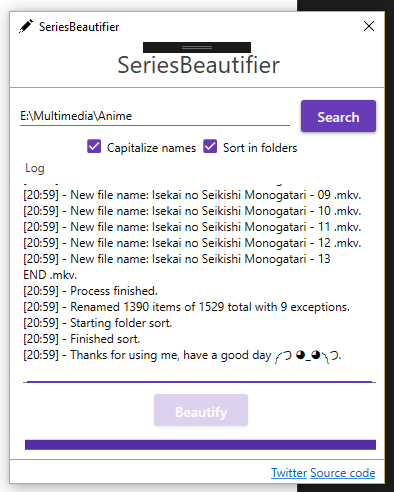 SeriesBeautifier
SeriesBeautifier
E:\Multimedia\Anime
Search
Capitalize names
Sort in folders
Log
[20:59] - New file name: Isekai no Seikishi Monogatari - 09 .mkv.
[20:59] - New file name: Isekai no Seikishi Monogatari - 10 .mkv.
[20:59] - New file name: Isekai no Seikishi Monogatari - 11 .mkv.
[20:59] - New file name: Isekai no Seikishi Monogatari - 12 .mkv.
[20:59] - New file name: Isekai no Seikishi Monogatari - 13
END .mkv.
[20:59] - Process finished.
[20:59] - Renamed 1390 items of 1529 total with 9 exceptions.
[20:59] - Starting folder sort.
[20:59] - Finished sort.
[20:59] - Thanks for using me, have a good day ༼つ ◕_◕༽つ.
Beautify
Twitter Source code